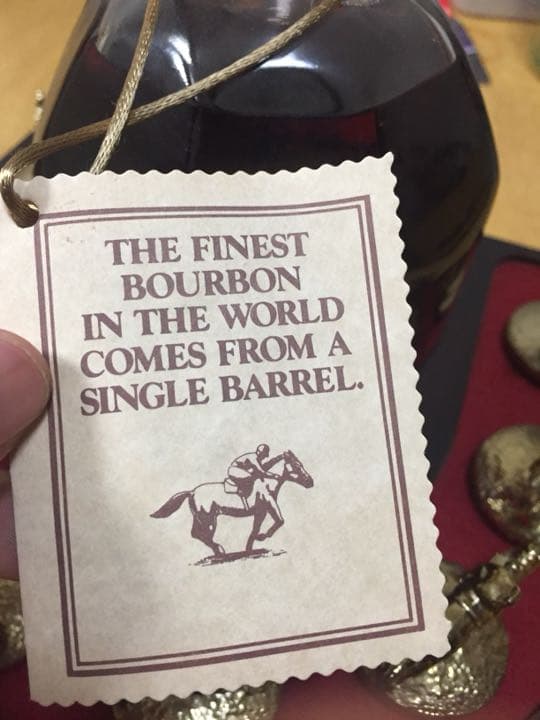 THE FINEST
BOURBON
IN THE WORLD
COMES FROM A
SINGLE BARREL.